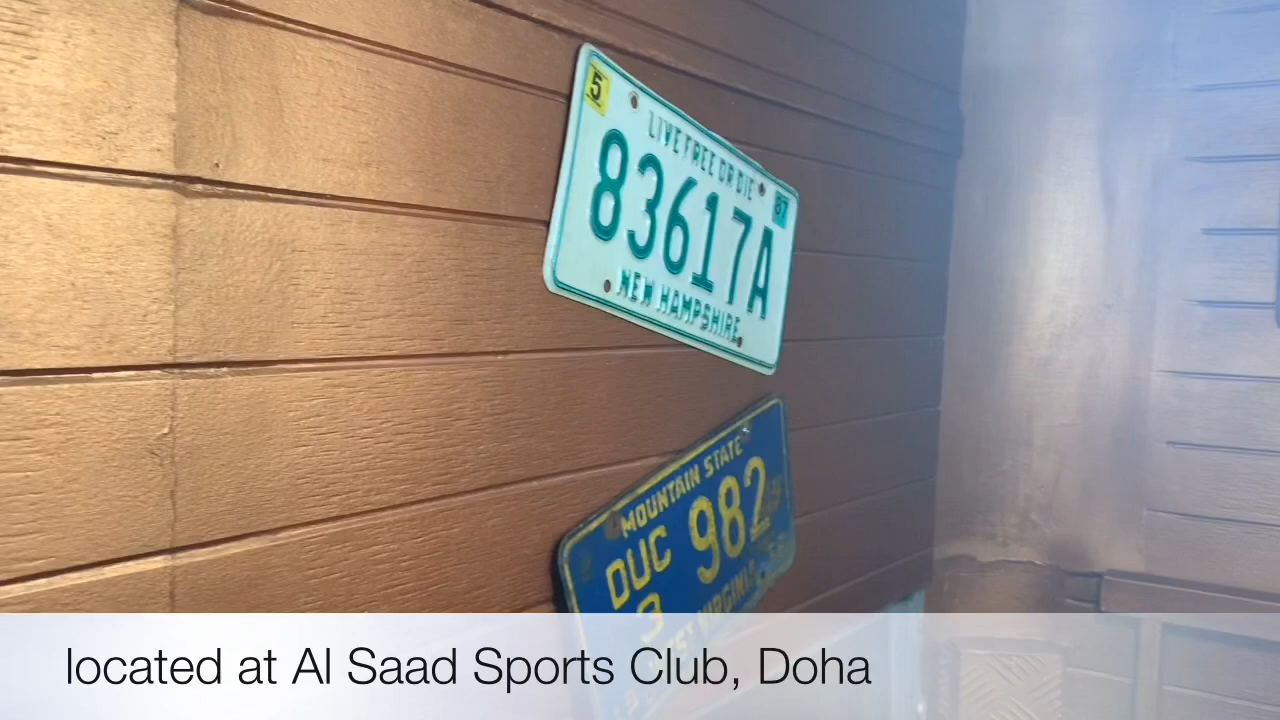 5
LIVE FREE OR DIE
87
83617A
NEW HAMPSHIRE
MOUNTAIN STATE
DUC 982
3
located at Al Saad Sports Club, Doha